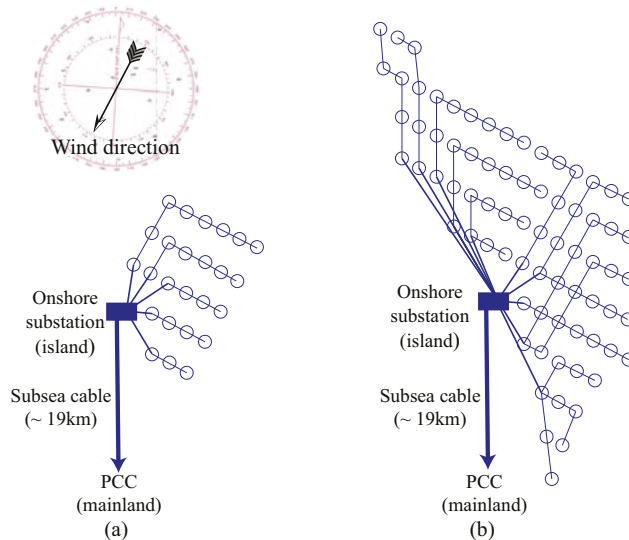 Wind direction
Onshore
substation
(island)
Subsea cable
(~ 19km)
PCC
(mainland)
(a)
Onshore
substation
(island)
Subsea cable
(~ 19km)
PCC
(mainland)
(b)